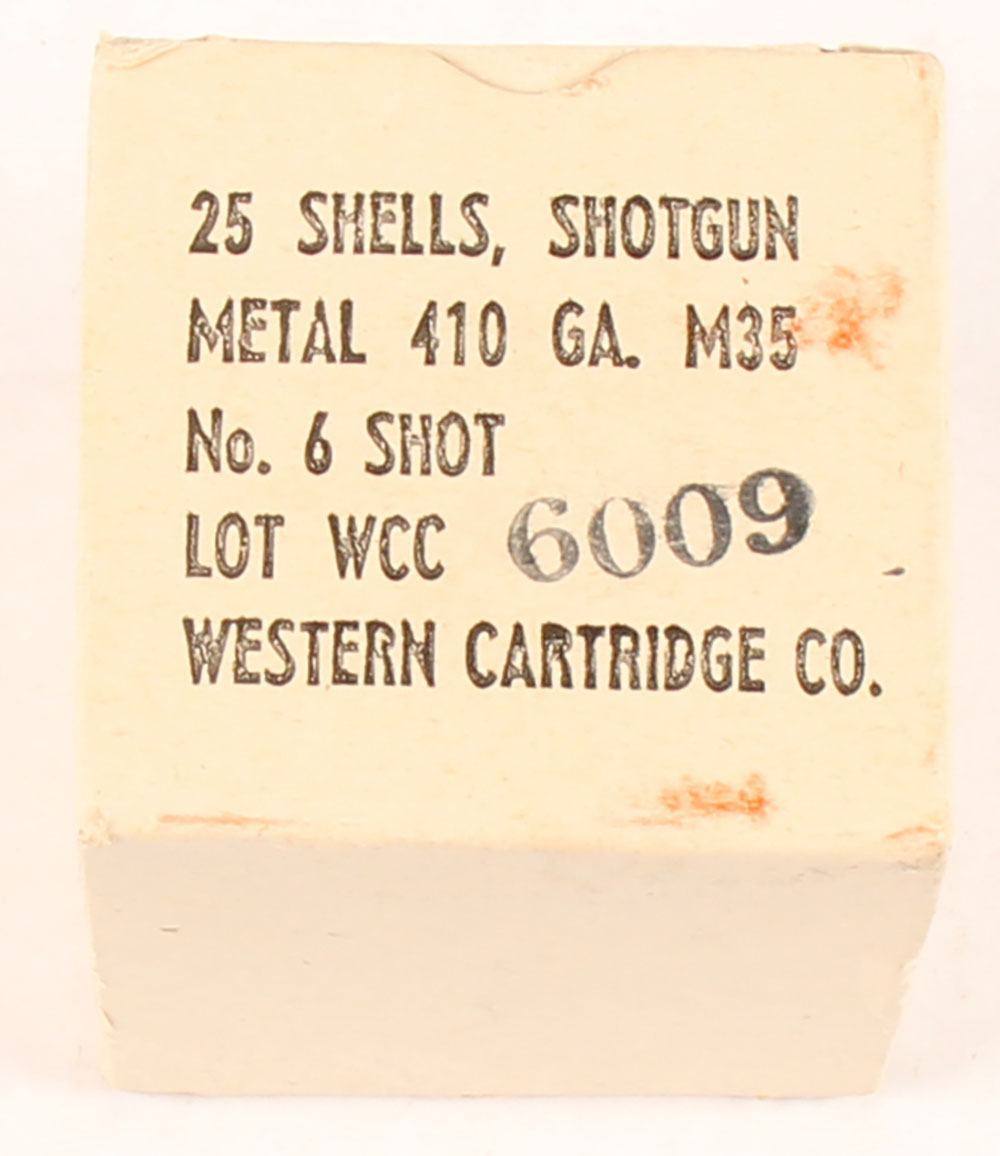 25 SHELLS, SHOTGUN
METAL 410 GA. M35
No. 6 SHOT
LOT WCC 6009
WESTERN CARTRIDGE CO.